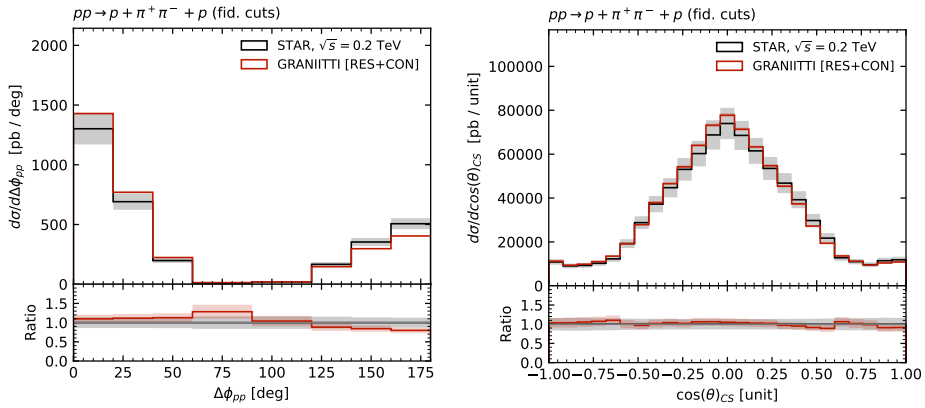 pp → p + π⁺π⁻ + p (fid. cuts)
STAR, √s = 0.2 TeV
GRANIITTI [RES+CON]
dσ/dΔϕpp [pb / deg]
2000
1500
1000
500
0
Ratio
1.5
1.0
0.5
0.0
0 25 50 75 100 125 150 175
Δϕpp [deg]
pp → p + π⁺π⁻ + p (fid. cuts)
STAR, √s = 0.2 TeV
GRANIITTI [RES+CON]
dσ/dcos(θ)CS [pb / unit]
100000
80000
60000
40000
20000
0
Ratio
1.5
1.0
0.5
0.0
−1.00 −0.75 −0.50 −0.25 0.00 0.25 0.50 0.75 1.00
cos(θ)CS [unit]